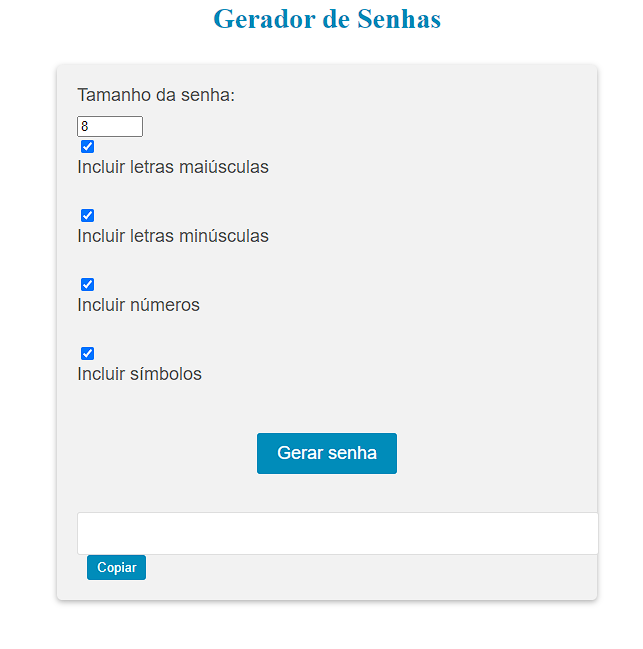 Gerador de Senhas
Tamanho da senha:
8
Incluir letras maiúsculas
Incluir letras minúsculas
Incluir números
Incluir símbolos
Gerar senha
Copiar